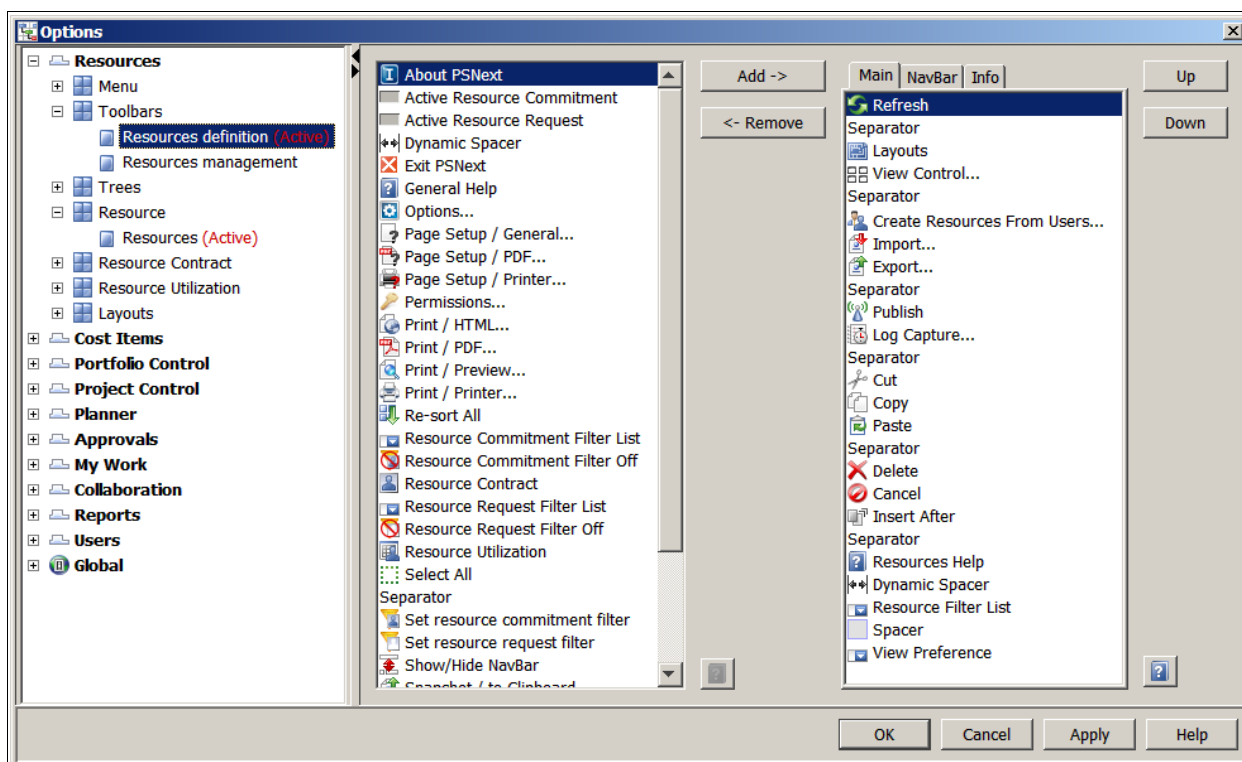 Options
Resources
Menu
Toolbars
Resources definition (Active)
Resources management
Trees
Resource
Resources (Active)
Resource Contract
Resource Utilization
Layouts
Cost Items
Portfolio Control
Project Control
Planner
Approvals
My Work
Collaboration
Reports
Users
Global
About PSNext
Active Resource Commitment
Active Resource Request
Dynamic Spacer
Exit PSNext
General Help
Options...
Page Setup / General...
Page Setup / PDF...
Page Setup / Printer...
Permissions...
Print / HTML...
Print / PDF...
Print / Preview...
Print / Printer...
Re-sort All
Resource Commitment Filter List
Resource Commitment Filter Off
Resource Contract
Resource Request Filter List
Resource Request Filter Off
Resource Utilization
Select All
Separator
Set resource commitment filter
Set resource request filter
Show/Hide NavBar
Snapshot / to Clipboard
Add ->
<- Remove
Main NavBar Info
Refresh
Separator
Layouts
View Control...
Separator
Create Resources From Users...
Import...
Export...
Separator
Publish
Log Capture...
Separator
Cut
Copy
Paste
Separator
Delete
Cancel
Insert After
Separator
Resources Help
Dynamic Spacer
Resource Filter List
Spacer
View Preference
Up
Down
OK Cancel Apply Help